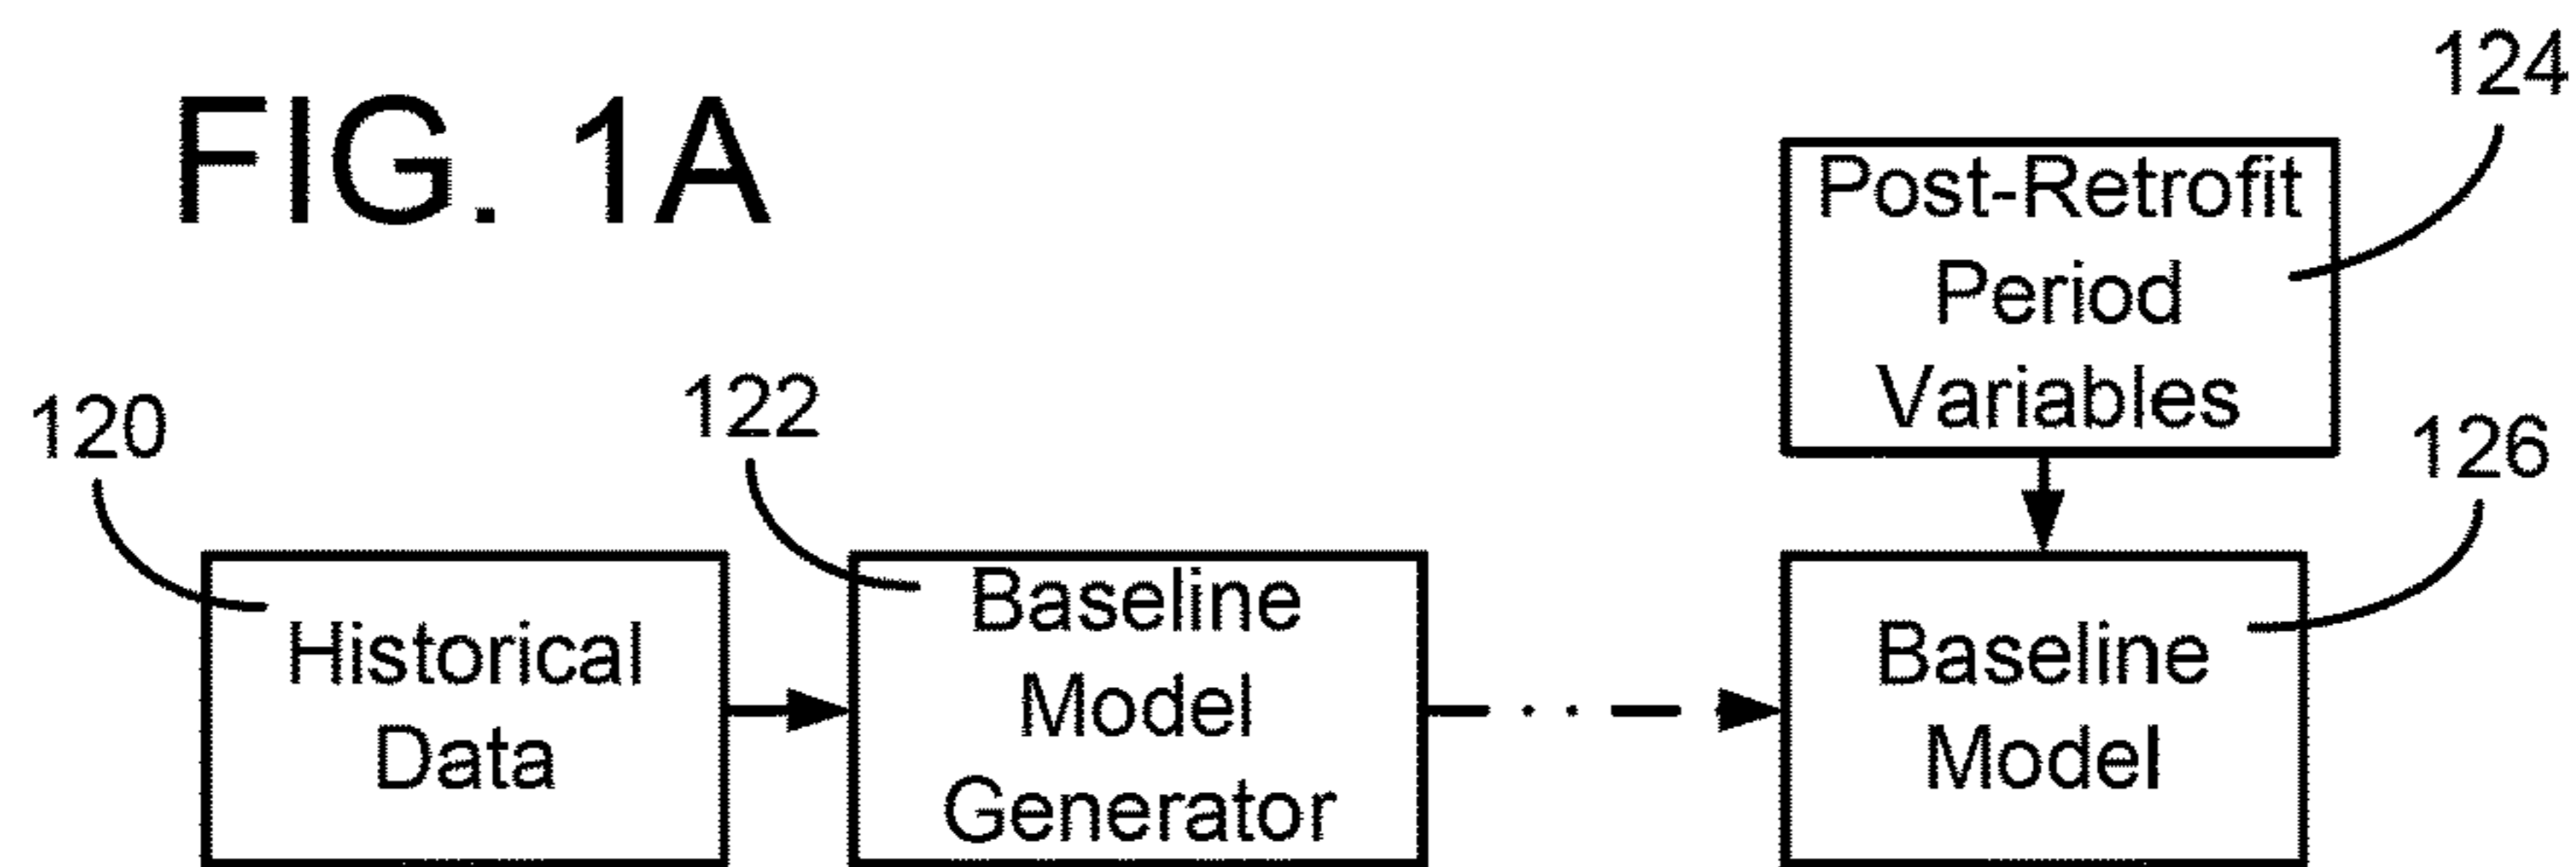 FIG. 1A
124
Post-Retrofit
Period
Variables
120
122
126
Historical
Data
Baseline
Model
Generator
Baseline
Model